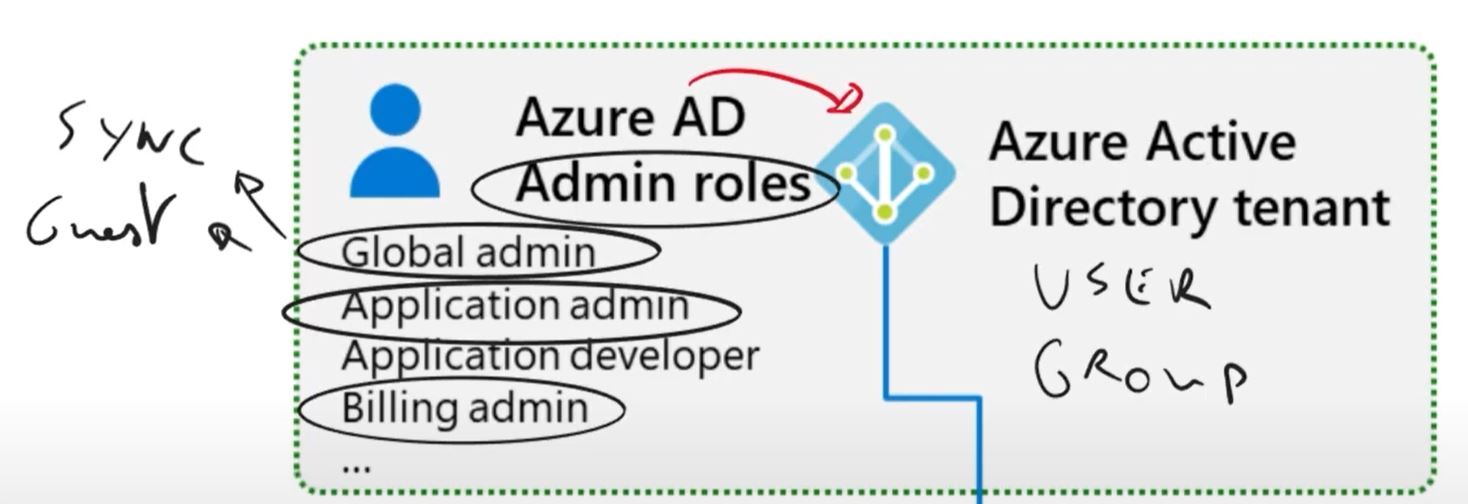 SYNC
Guest
Azure AD
Admin roles
Global admin
Application admin
Application developer
Billing admin
...
Azure Active
Directory tenant
USER
GROUP